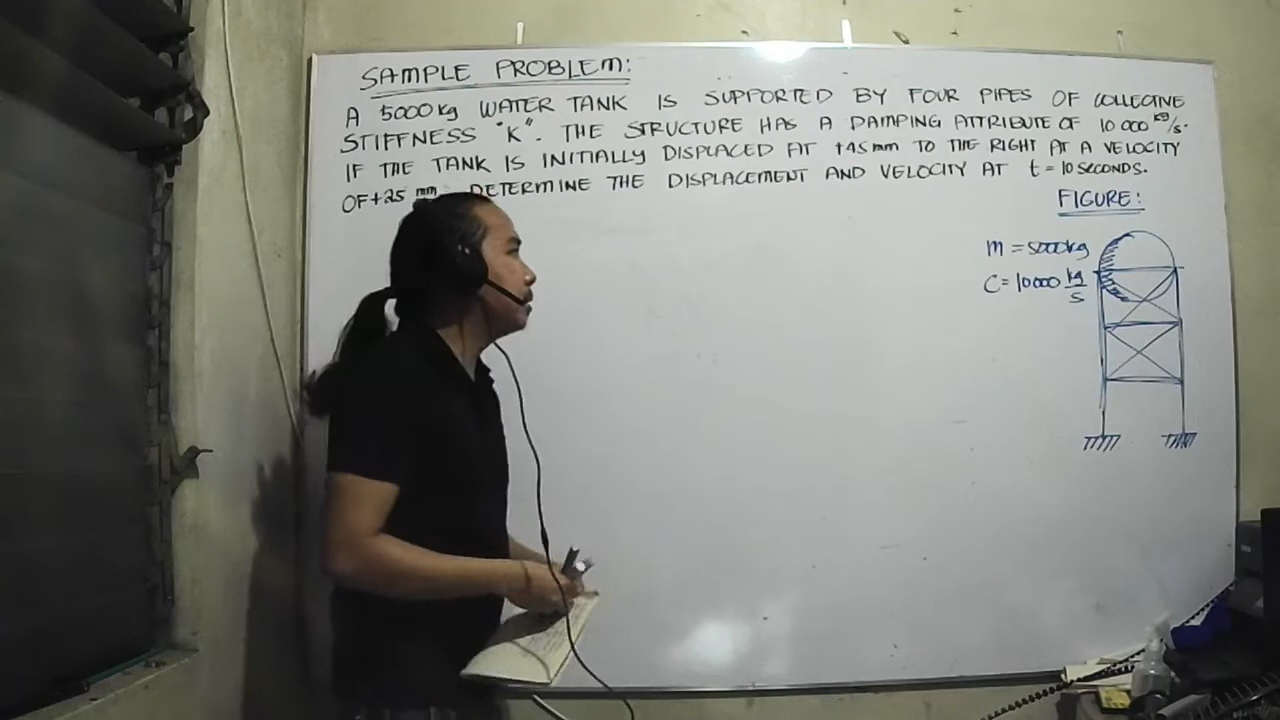 SAMPLE PROBLEM:
A 5000kg WATER TANK IS SUPPORTED BY FOUR PIPES OF COLLECTIVE
STIFFNESS "K". THE STRUCTURE HAS A DAMPING ATTRIBUTE OF 10 000 kg/s.
IF THE TANK IS INITIALLY DISPLACED AT +45mm TO THE RIGHT AT A VELOCITY
OF +25 mm DETERMINE THE DISPLACEMENT AND VELOCITY AT t = 10 SECONDS.
FIGURE:
m = 5000kg
C = 10000 kg/s